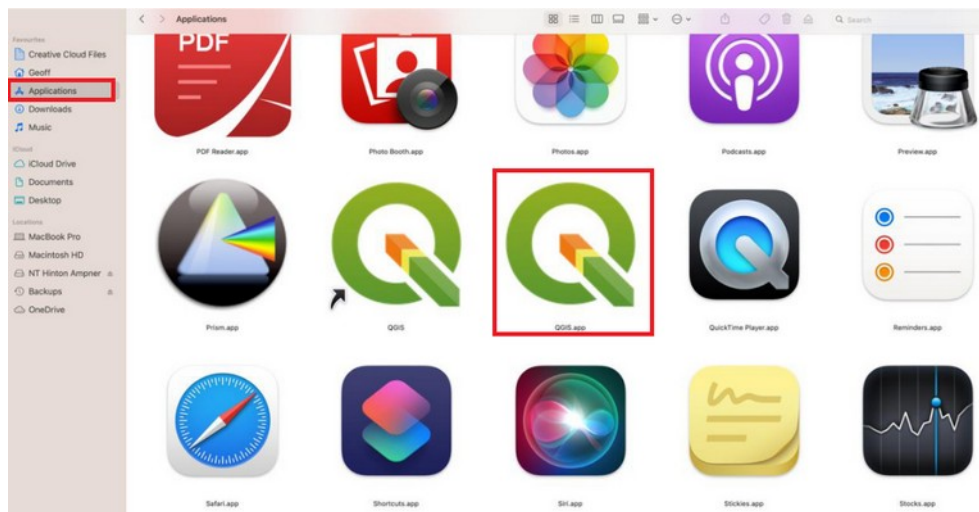 Applications
Search
Favourites
Creative Cloud Files
Geoff
Applications
Downloads
Music
iCloud
iCloud Drive
Documents
Desktop
Locations
MacBook Pro
Macintosh HD
NT Hinton Ampner
Backups
OneDrive
PDF
PDF Reader.app
Photo Booth.app
Photos.app
Podcasts.app
Preview.app
Prism.app
QGIS
QGIS.app
QuickTime Player.app
Reminders.app
Safari.app
Shortcuts.app
Siri.app
Stickies.app
Stocks.app